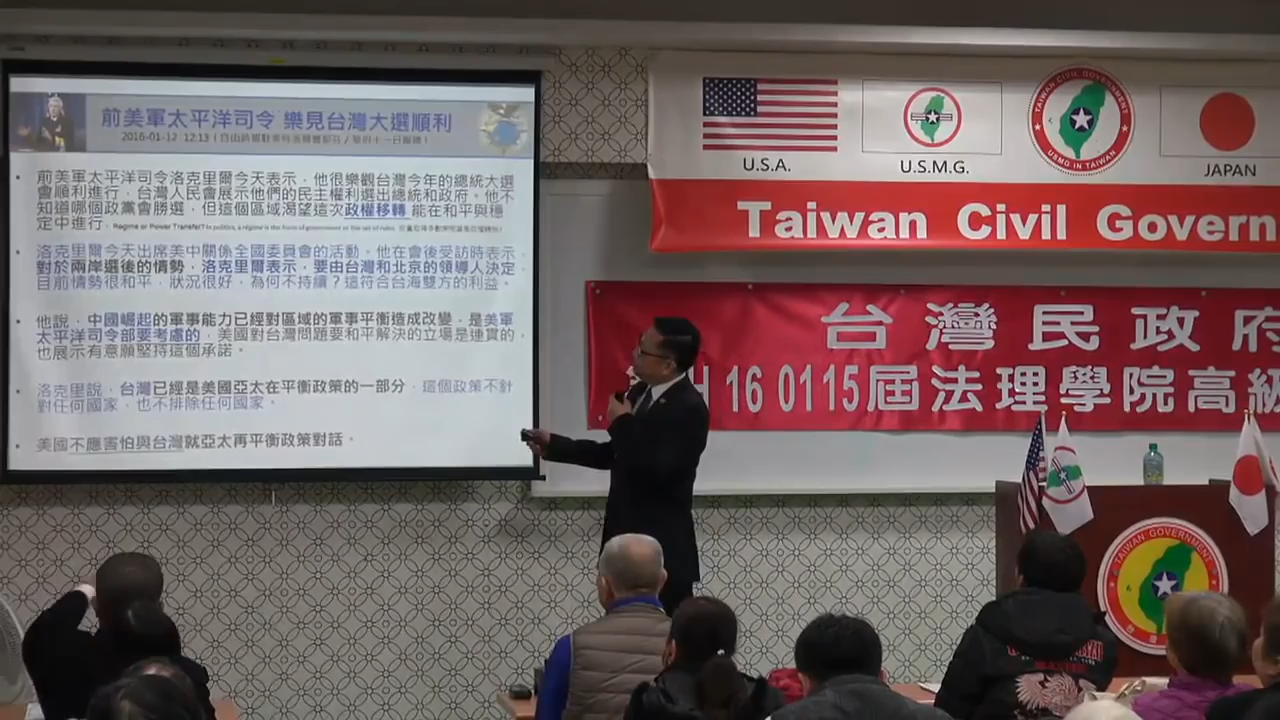 前美軍太平洋司令 樂見台灣大選順利
2016-01-12 12:13
前美軍太平洋司令洛克里爾今天表示，他很樂觀台灣今年的總統大選
會順利進行，台灣人民會展示他們的民主權利選出總統和政府。他不
知道哪個政黨會勝選，但這個區域渴望這次政權移轉 能在和平與穩
定中進行。Regime or Power Transfer?
洛克里爾今天出席美中關係全國委員會的活動。他在會後受訪時表示，
對於兩岸選後的情勢，洛克里爾表示，要由台灣和北京的領導人決定，
目前情勢很和平，狀況很好，為何不持續？這符合台海雙方的利益。
他說，中國崛起的軍事能力已經對區域的軍事平衡造成改變，是美軍
太平洋司令部要考慮的，美國對台灣問題要和平解決的立場是連貫的，
也展示有意願堅持這個承諾。
洛克里說，台灣已經是美國亞太在平衡政策的一部分，這個政策不針
對任何國家，也不排除任何國家。
美國不應害怕與台灣就亞太再平衡政策對話。
U.S.A.
U.S.M.G.
TAIWAN CIVIL GOVERNMENT
USMG IN TAIWAN
JAPAN
Taiwan Civil Govern
台灣民政府
H 16 0115屆法理學院高級
TAIWAN GOVERNMENT